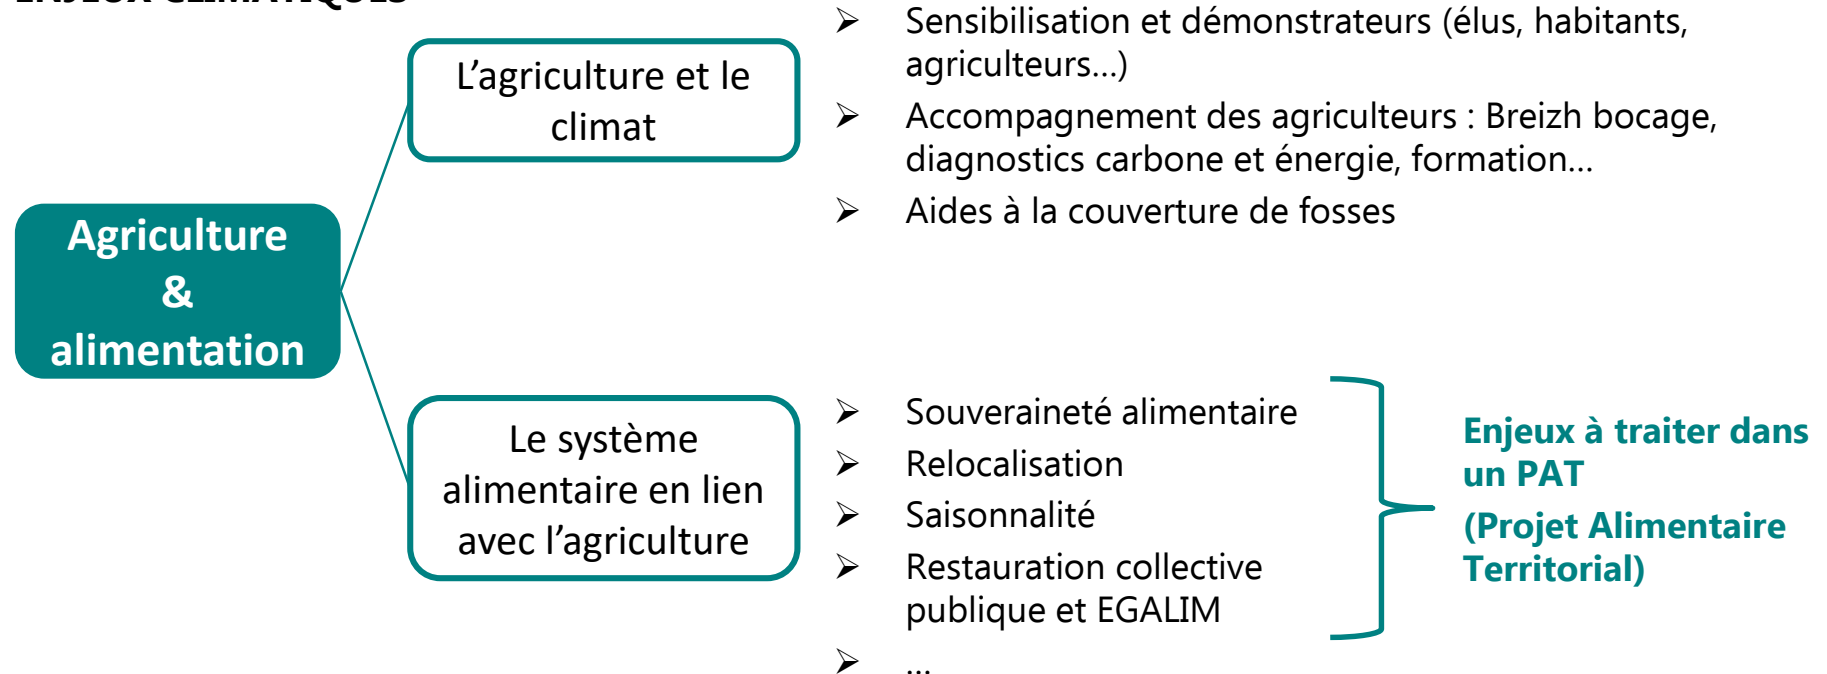 ENJEUX CLIMATIQUES
L’agriculture et le
climat
➢ Sensibilisation et démonstrateurs (élus, habitants,
agriculteurs…)
➢ Accompagnement des agriculteurs : Breizh bocage,
diagnostics carbone et énergie, formation…
➢ Aides à la couverture de fosses
Agriculture
&
alimentation
Le système
alimentaire en lien
avec l’agriculture
➢ Souveraineté alimentaire
➢ Relocalisation
➢ Saisonnalité
➢ Restauration collective
publique et EGALIM
➢ …
Enjeux à traiter dans
un PAT
(Projet Alimentaire
Territorial)